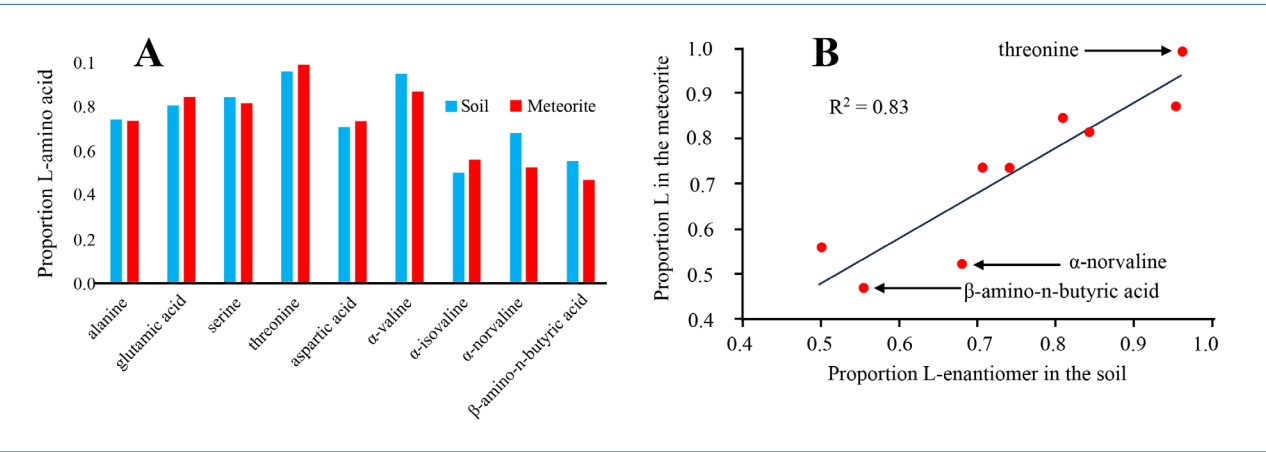 A
Proportion L-amino acid
0.1
0.8
0.6
0.4
0.2
0.0
Soil
Meteorite
alanine
glutamic acid
serine
threonine
aspartic acid
α-valine
α-isovaline
α-norvaline
β-amino-n-butyric acid
B
Proportion L in the meteorite
1.0
0.9
0.8
0.7
0.6
0.5
0.4
threonine
R² = 0.83
α-norvaline
β-amino-n-butyric acid
0.4 0.5 0.6 0.7 0.8 0.9 1.0
Proportion L-enantiomer in the soil